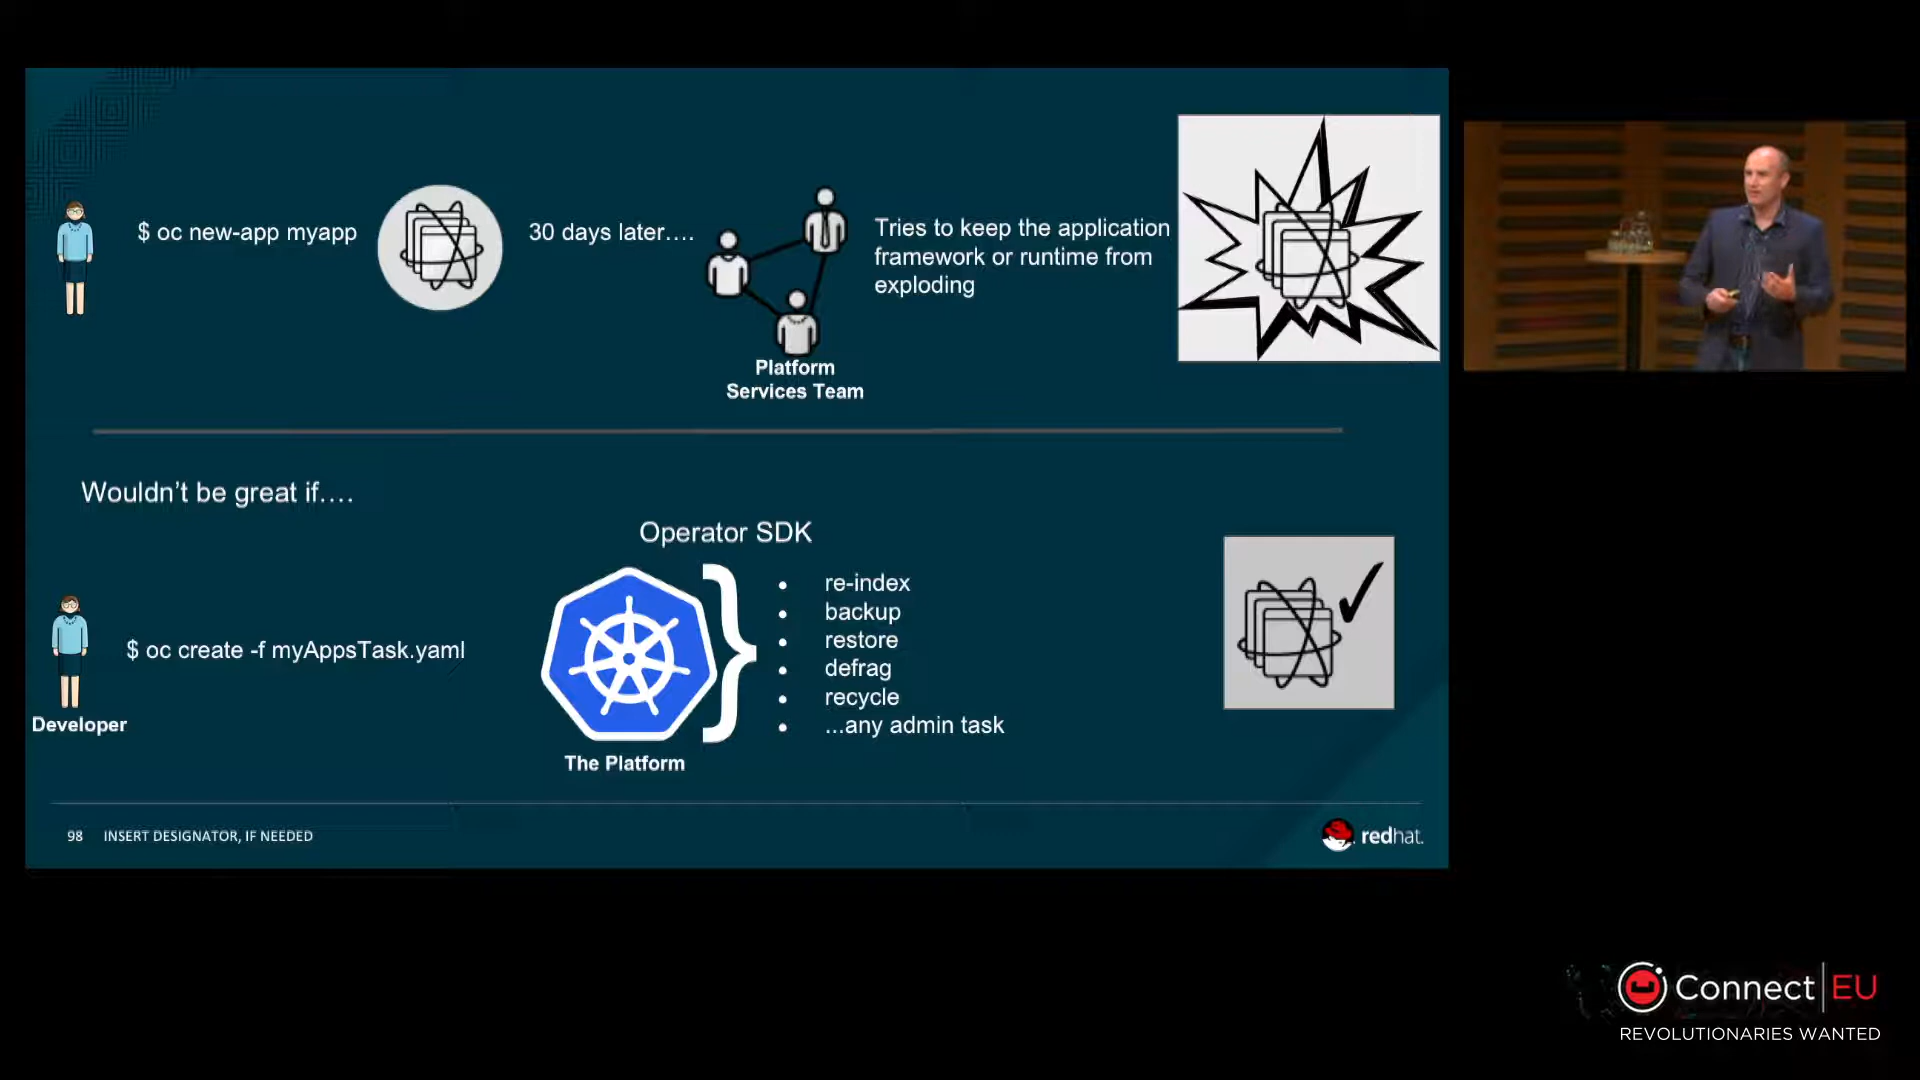 $ oc new-app myapp
30 days later....
Tries to keep the application
framework or runtime from
exploding
Platform
Services Team
Wouldn't be great if....
Operator SDK
$ oc create -f myAppsTask.yaml
• re-index
• backup
• restore
• defrag
• recycle
• ...any admin task
Developer
The Platform
98 INSERT DESIGNATOR, IF NEEDED
redhat.
Connect EU
REVOLUTIONARIES WANTED